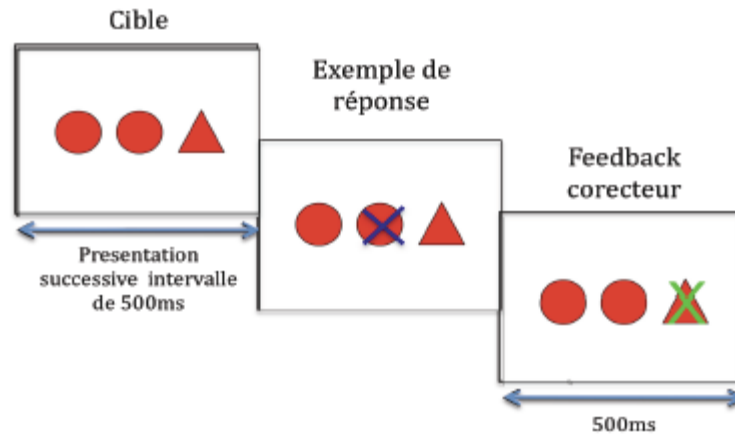 Cible
Exemple de
réponse
Feedback
corecteur
Presentation
successive intervalle
de 500ms
500ms